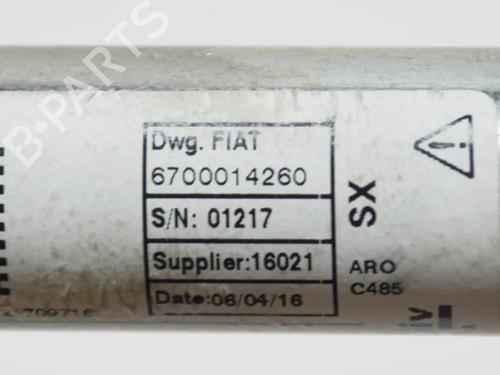 Dwg. FIAT
6700014260
S/N: 01217
Supplier:16021
Date:06/04/16
SX
ARO
C485
B-PARTS